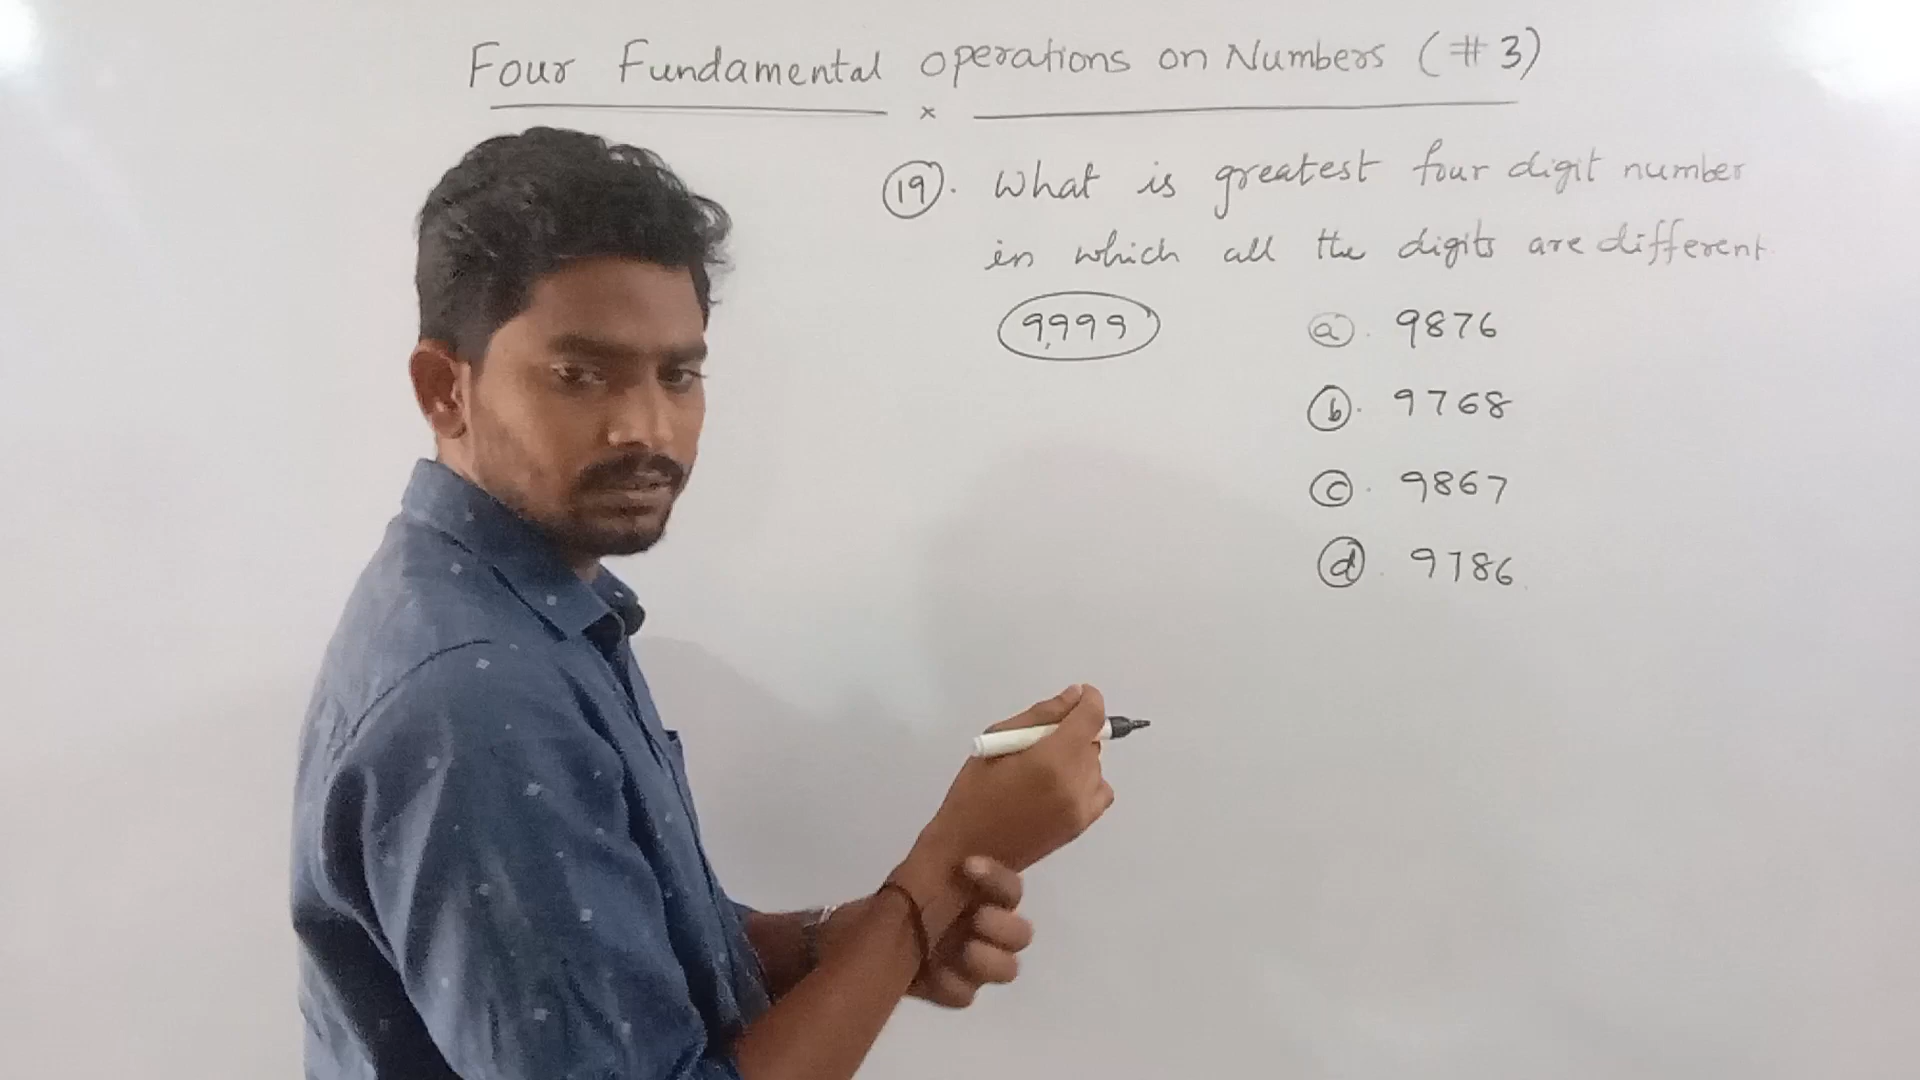 Four Fundamental operations on Numbers (#3)
x
(19). What is greatest four digit number
in which all the digits are different.
9,999
(a). 9876
(b). 9768
(c). 9867
(d). 9786